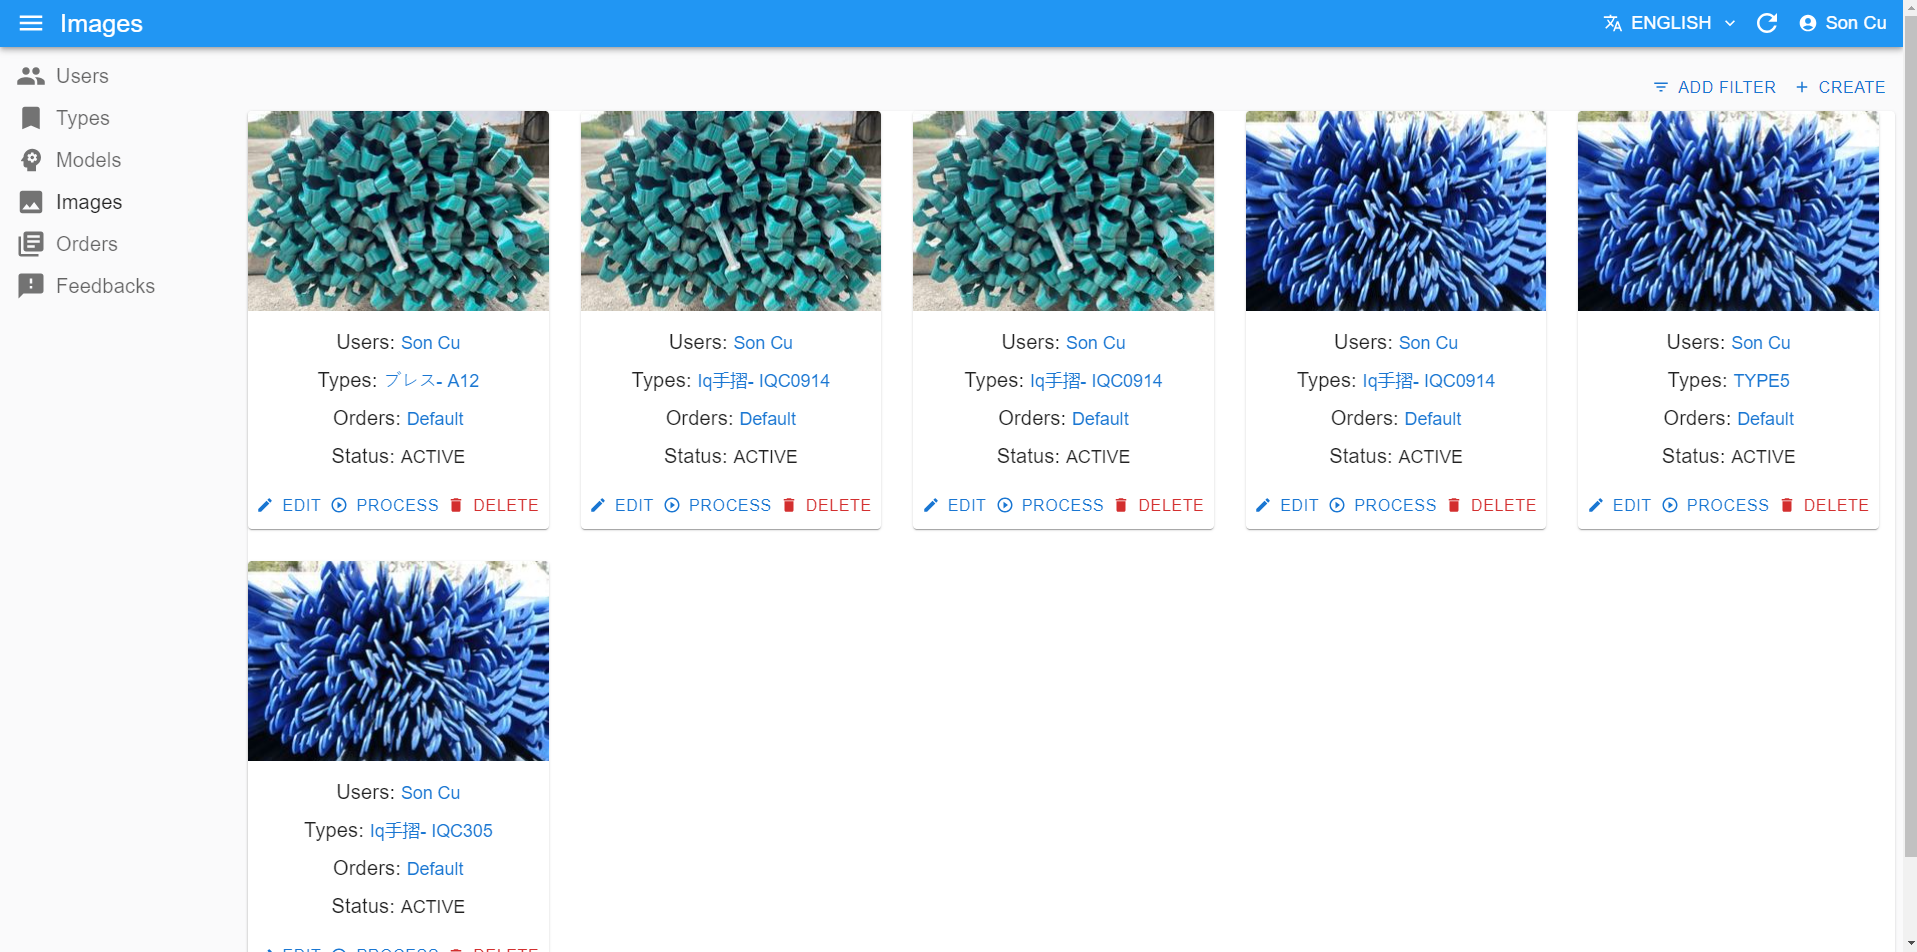 Images
ENGLISH
Son Cu
Users
Types
Models
Images
Orders
Feedbacks
ADD FILTER
CREATE
Users: Son Cu
Types: ブレス- A12
Orders: Default
Status: ACTIVE
EDIT PROCESS DELETE
Users: Son Cu
Types: Iq手摺- IQC0914
Orders: Default
Status: ACTIVE
EDIT PROCESS DELETE
Users: Son Cu
Types: Iq手摺- IQC0914
Orders: Default
Status: ACTIVE
EDIT PROCESS DELETE
Users: Son Cu
Types: Iq手摺- IQC0914
Orders: Default
Status: ACTIVE
EDIT PROCESS DELETE
Users: Son Cu
Types: TYPE5
Orders: Default
Status: ACTIVE
EDIT PROCESS DELETE
Users: Son Cu
Types: Iq手摺- IQC305
Orders: Default
Status: ACTIVE
EDIT PROCESS DELETE